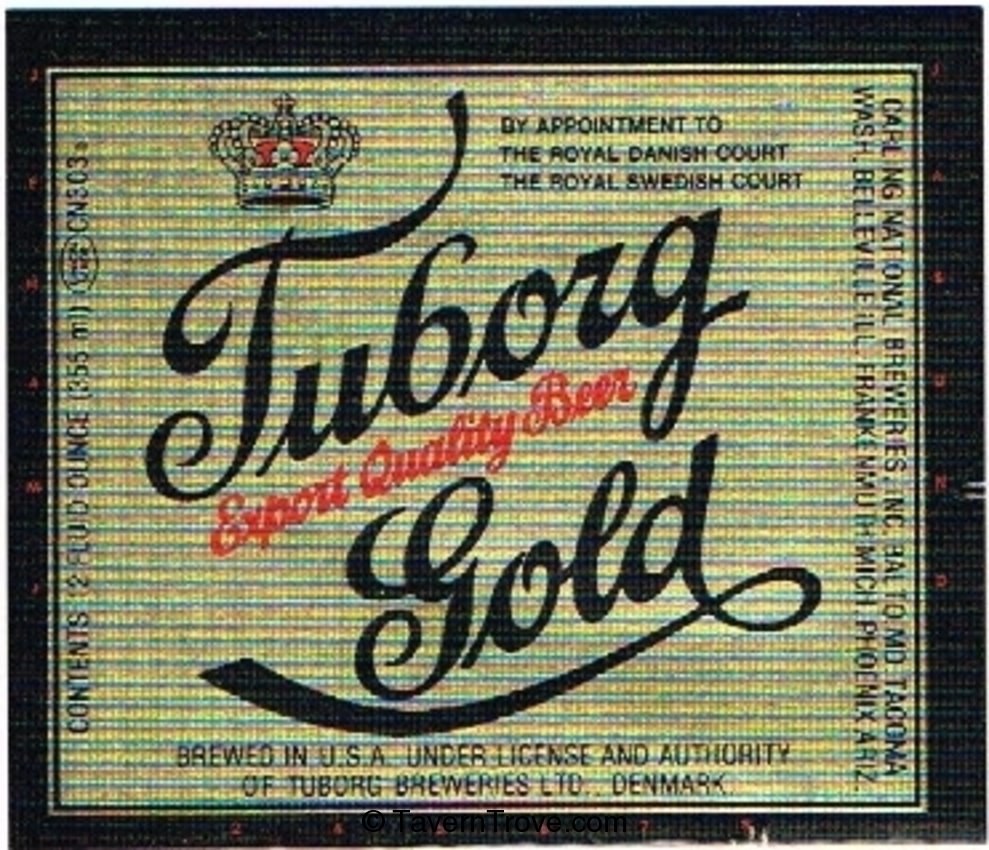 BY APPOINTMENT TO
THE ROYAL DANISH COURT
THE ROYAL SWEDISH COURT
Tuborg
Export Quality Beer
Gold
BREWED IN U.S.A. UNDER LICENSE AND AUTHORITY
OF TUBORG BREWERIES LTD., DENMARK.
CONTENTS 12 FLUID OUNCE (355 ml) CN303
CARLING NATIONAL BREWERIES, INC. BALTO. MD. TACOMA
WASH. BELLEVILLE ILL. FRANKENMUTH MICH. PHOENIX ARIZ.
© TavernTrove.com